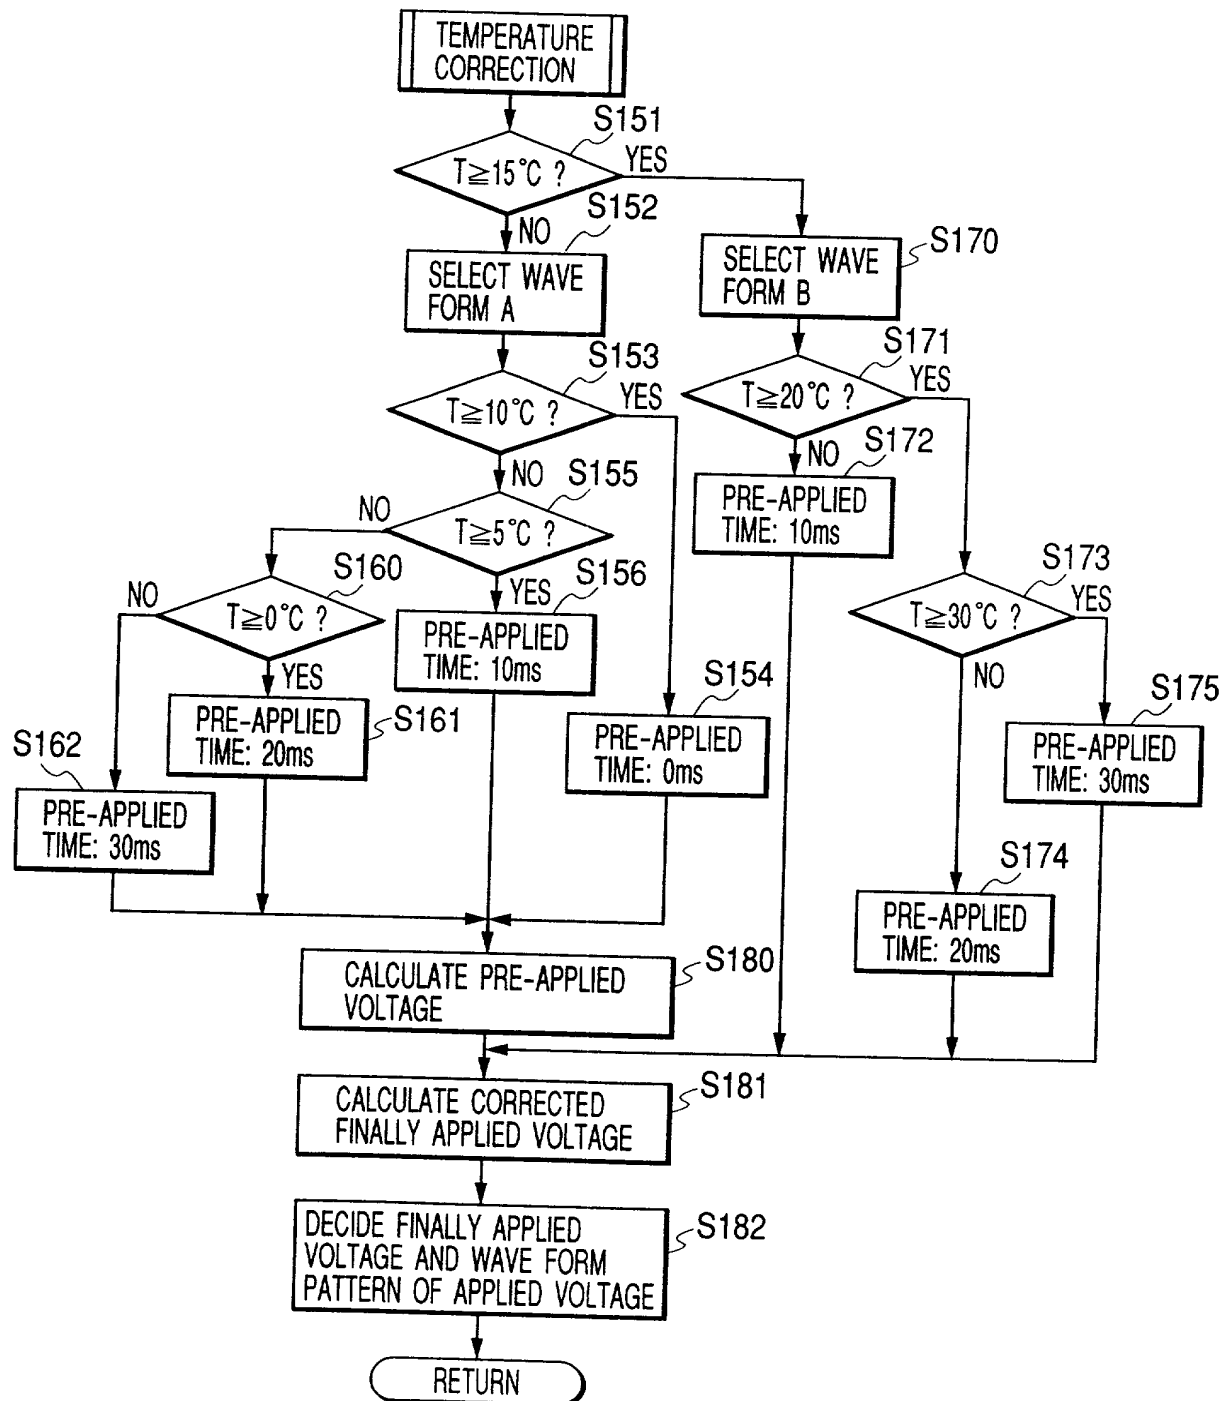 TEMPERATURE
CORRECTION
S151
T≧15°C ?
YES
NO
S152
SELECT WAVE
FORM A
S170
SELECT WAVE
FORM B
S153
T≧10°C ?
YES
NO
S171
T≧20°C ?
YES
NO
S172
PRE-APPLIED
TIME: 10ms
S155
T≧5°C ?
NO
YES
S156
PRE-APPLIED
TIME: 10ms
S160
T≧0°C ?
NO
YES
S161
PRE-APPLIED
TIME: 20ms
S162
PRE-APPLIED
TIME: 30ms
S154
PRE-APPLIED
TIME: 0ms
S173
T≧30°C ?
YES
NO
S175
PRE-APPLIED
TIME: 30ms
S174
PRE-APPLIED
TIME: 20ms
S180
CALCULATE PRE-APPLIED
VOLTAGE
S181
CALCULATE CORRECTED
FINALLY APPLIED VOLTAGE
S182
DECIDE FINALLY APPLIED
VOLTAGE AND WAVE FORM
PATTERN OF APPLIED VOLTAGE
RETURN